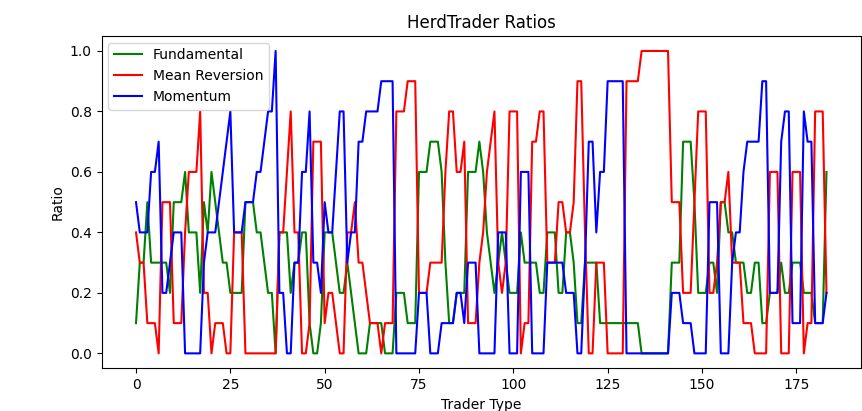 HerdTrader Ratios
Fundamental
Mean Reversion
Momentum
Ratio
1.0
0.8
0.6
0.4
0.2
0.0
0 25 50 75 100 125 150 175
Trader Type